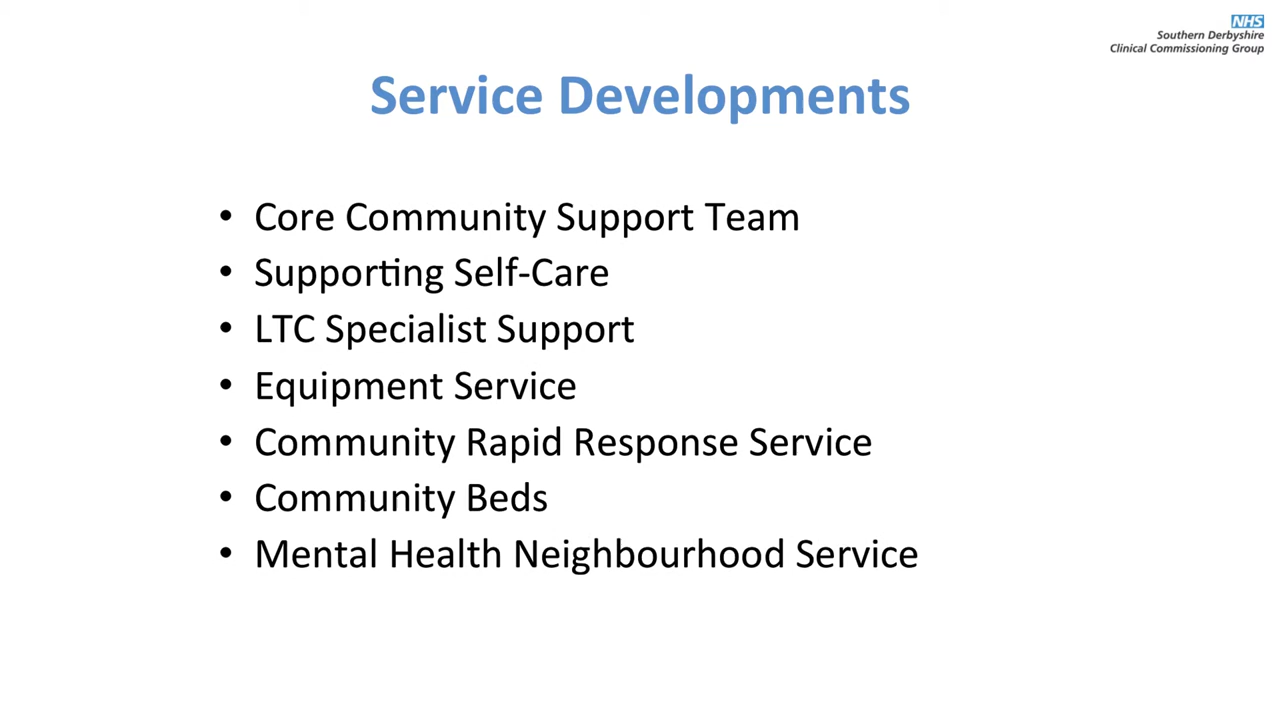 NHS
Southern Derbyshire
Clinical Commissioning Group
Service Developments
• Core Community Support Team
• Supporting Self-Care
• LTC Specialist Support
• Equipment Service
• Community Rapid Response Service
• Community Beds
• Mental Health Neighbourhood Service